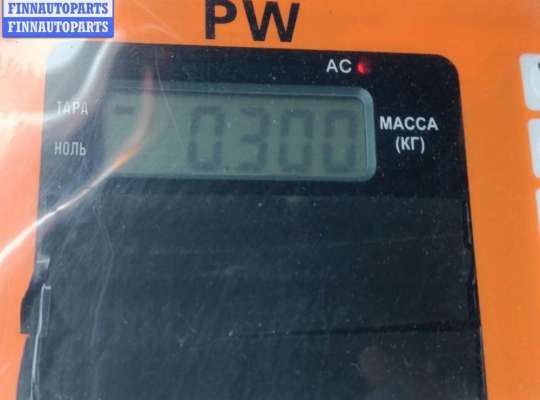 FINNAUTOPARTS
FINNAUTOPARTS
PW
AC
ТАРА
0.300
МАССА
(КГ)
НОЛЬ